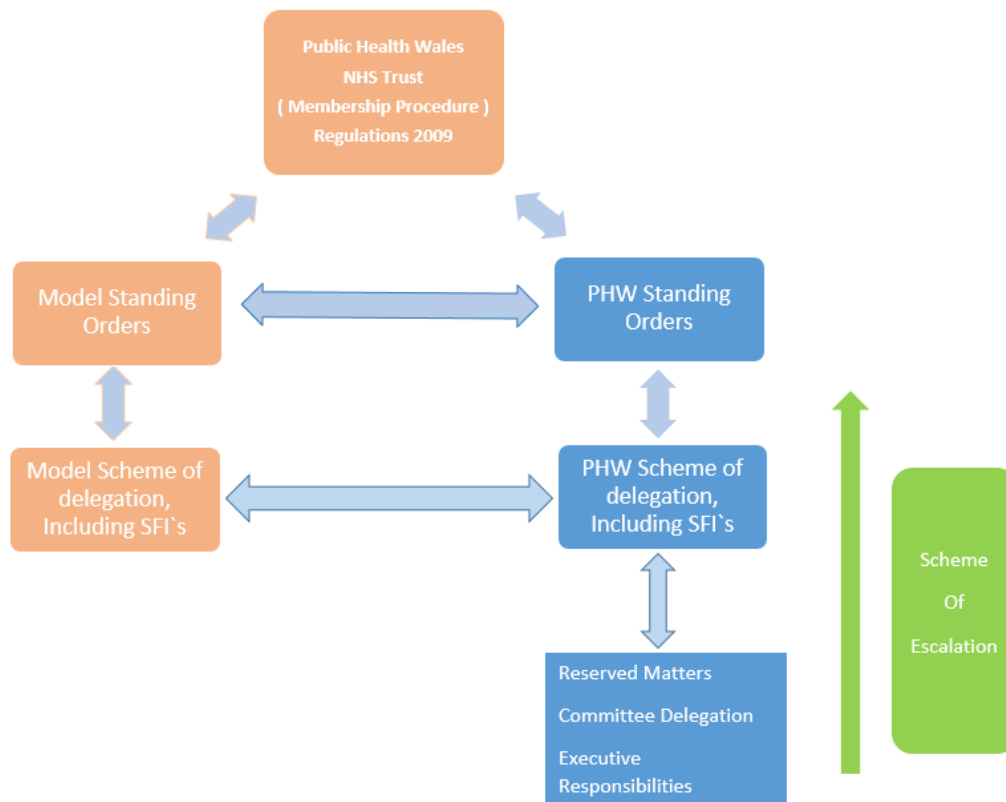 Public Health Wales
NHS Trust
( Membership Procedure )
Regulations 2009
Model Standing
Orders
PHW Standing
Orders
Model Scheme of
delegation,
Including SFI`s
PHW Scheme of
delegation,
Including SFI`s
Scheme
Of
Escalation
Reserved Matters
Committee Delegation
Executive
Responsibilities